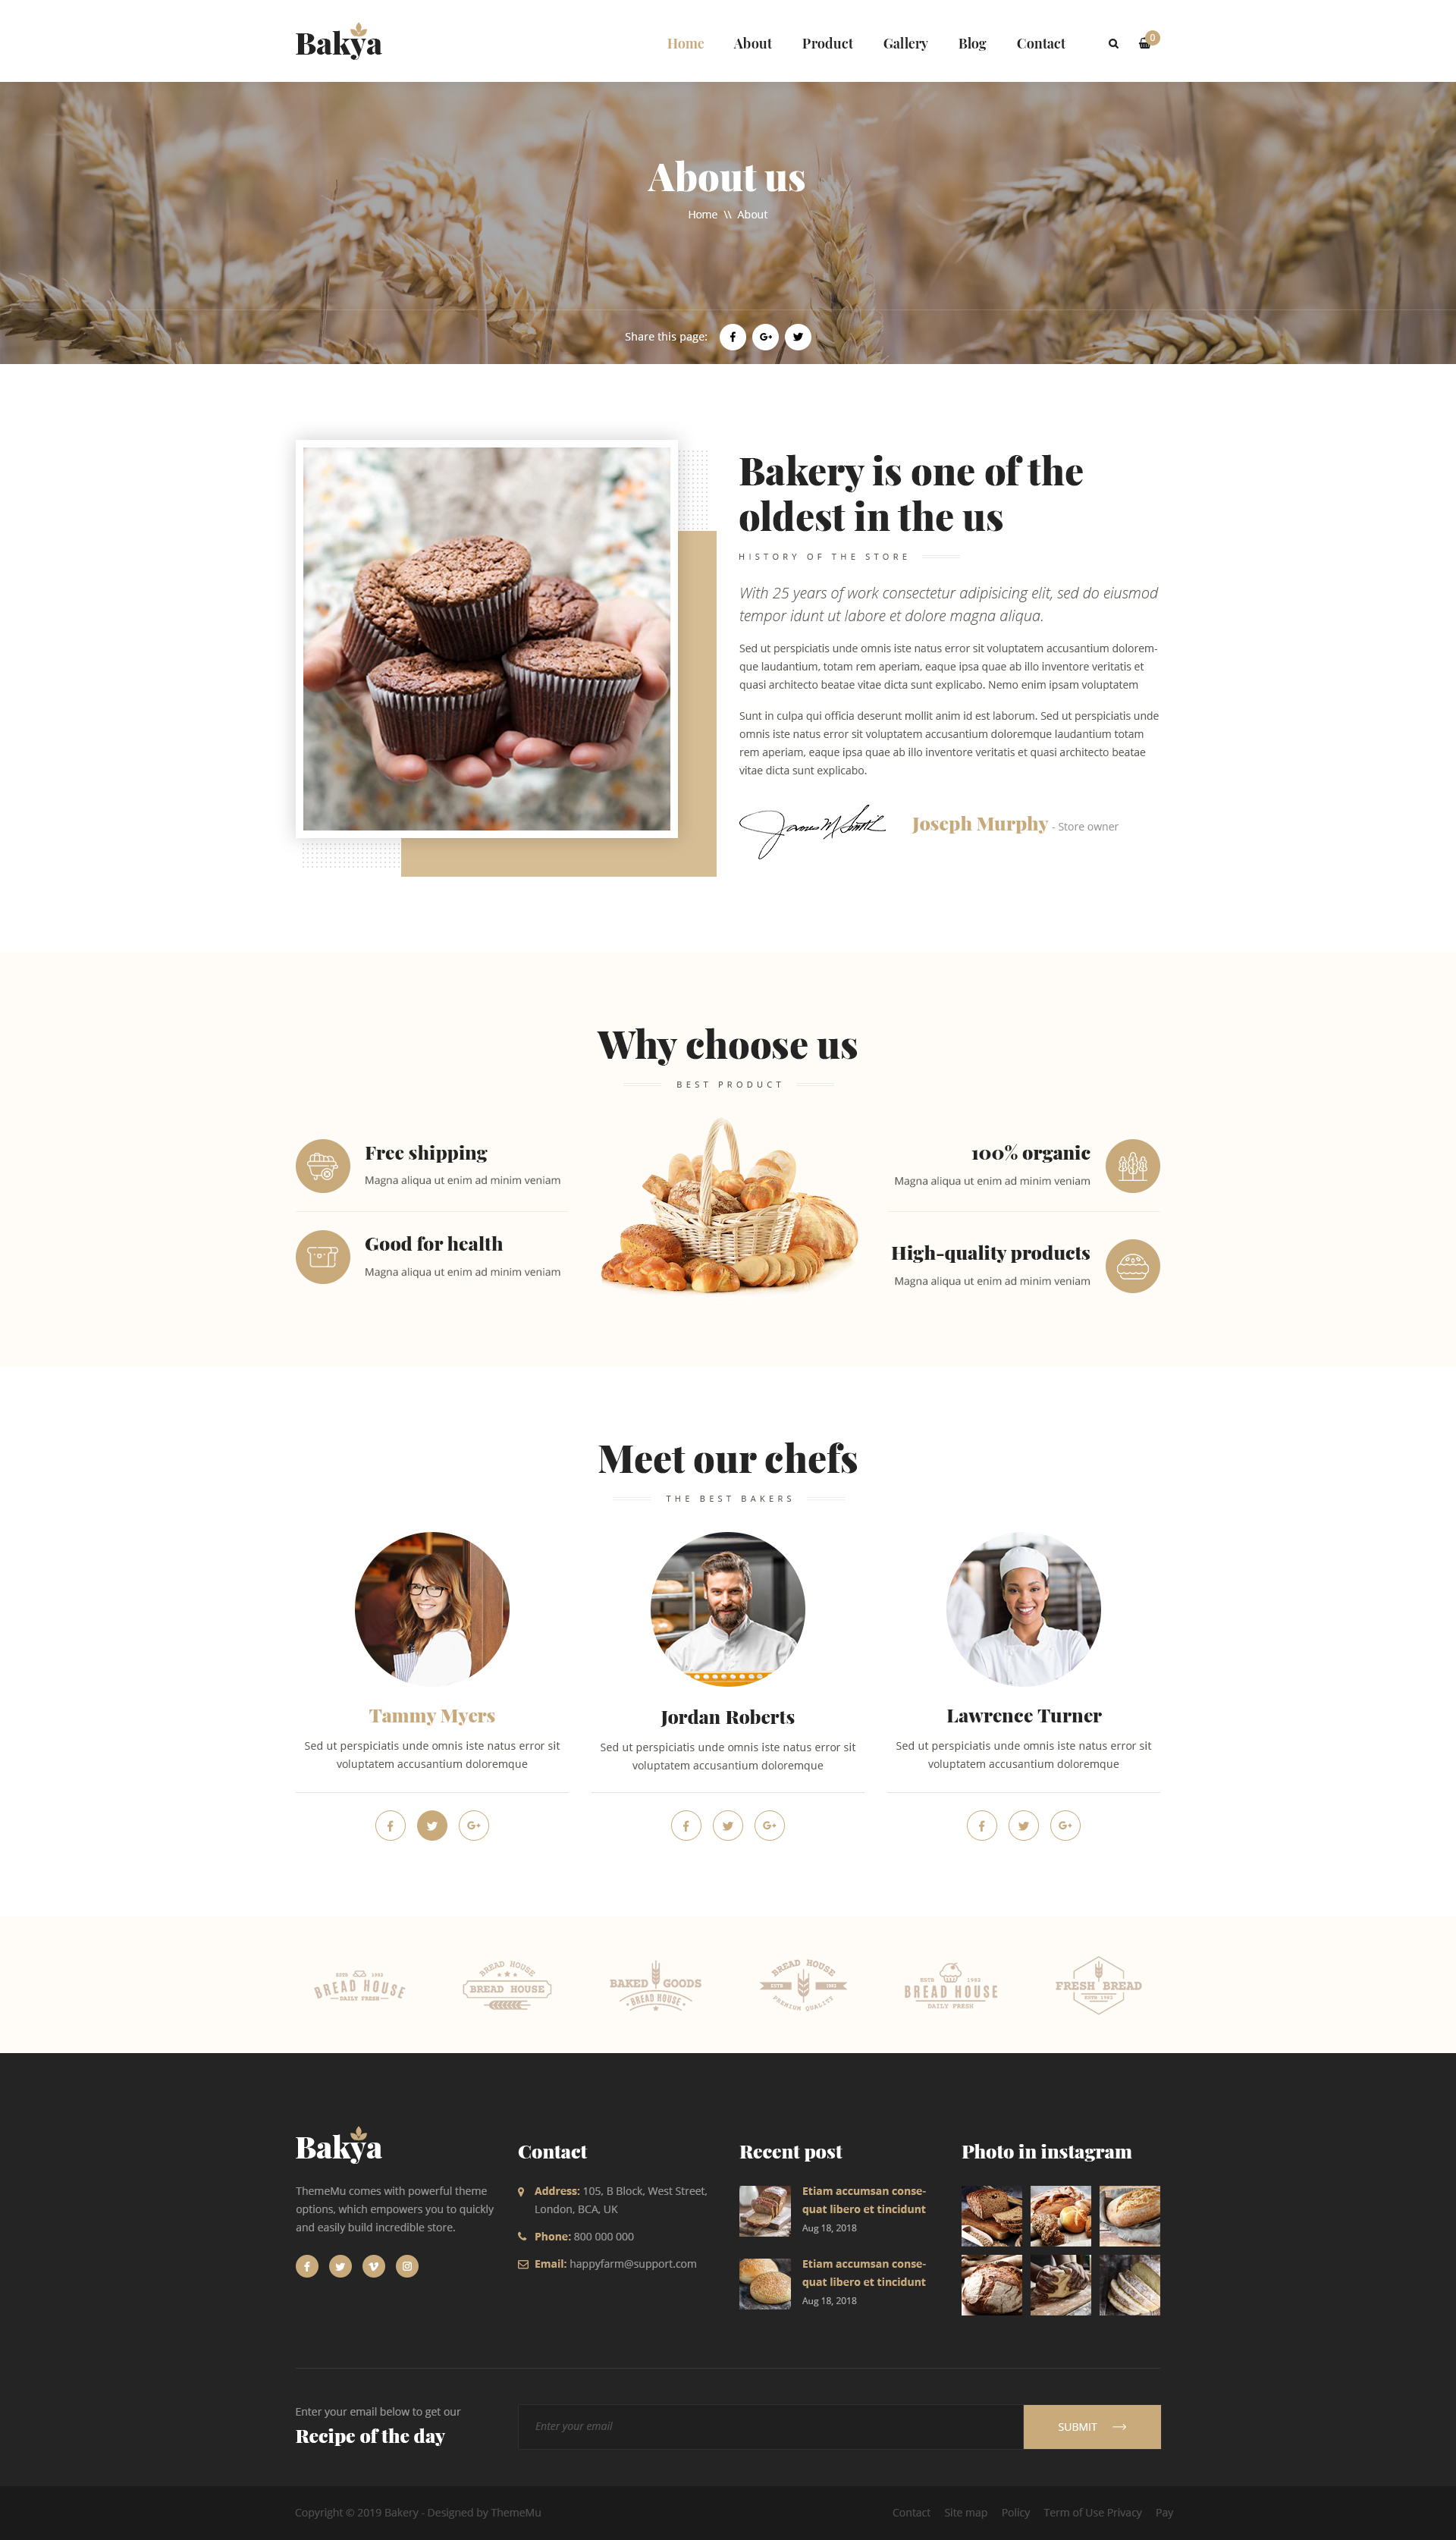 Bakya
Home About Product Gallery Blog Contact 0
About us
Home \\ About
Share this page:
Bakery is one of the
oldest in the us
HISTORY OF THE STORE
With 25 years of work consectetur adipisicing elit, sed do eiusmod
tempor idunt ut labore et dolore magna aliqua.
Sed ut perspiciatis unde omnis iste natus error sit voluptatem accusantium dolorem-
que laudantium, totam rem aperiam, eaque ipsa quae ab illo inventore veritatis et
quasi architecto beatae vitae dicta sunt explicabo. Nemo enim ipsam voluptatem
Sunt in culpa qui officia deserunt mollit anim id est laborum. Sed ut perspiciatis unde
omnis iste natus error sit voluptatem accusantium doloremque laudantium totam
rem aperiam, eaque ipsa quae ab illo inventore veritatis et quasi architecto beatae
vitae dicta sunt explicabo.
James M Smith
Joseph Murphy - Store owner
Why choose us
BEST PRODUCT
Free shipping
Magna aliqua ut enim ad minim veniam
Good for health
Magna aliqua ut enim ad minim veniam
100% organic
Magna aliqua ut enim ad minim veniam
High-quality products
Magna aliqua ut enim ad minim veniam
Meet our chefs
THE BEST BAKERS
Tammy Myers
Sed ut perspiciatis unde omnis iste natus error sit
voluptatem accusantium doloremque
Jordan Roberts
Sed ut perspiciatis unde omnis iste natus error sit
voluptatem accusantium doloremque
Lawrence Turner
Sed ut perspiciatis unde omnis iste natus error sit
voluptatem accusantium doloremque
ESTD 1983
BREAD HOUSE
DAILY FRESH
BREAD HOUSE
BREAD HOUSE
BAKED GOODS
BREAD HOUSE
BREAD HOUSE
ESTD 1983
PREMIUM QUALITY
ESTD 1983
BREAD HOUSE
DAILY FRESH
FRESH BREAD
ESTD 1983
Bakya
ThemeMu comes with powerful theme
options, which empowers you to quickly
and easily build incredible store.
Contact
Address: 105, B Block, West Street,
London, BCA, UK
Phone: 800 000 000
Email: happyfarm@support.com
Recent post
Etiam accumsan conse-
quat libero et tincidunt
Aug 18, 2018
Etiam accumsan conse-
quat libero et tincidunt
Aug 18, 2018
Photo in instagram
Enter your email below to get our
Recipe of the day
Enter your email
SUBMIT
Copyright © 2019 Bakery - Designed by ThemeMu
Contact Site map Policy Term of Use Privacy Pay